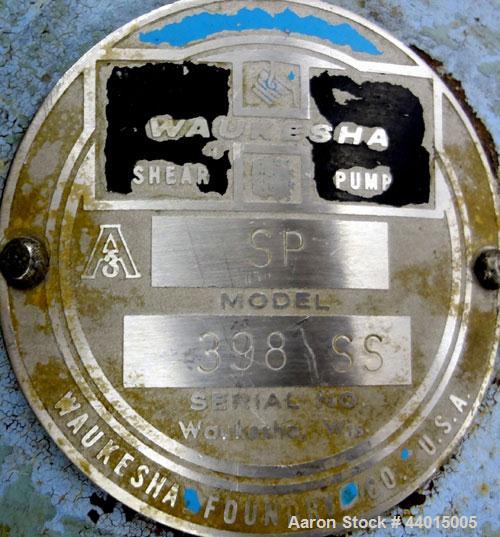 WAUKESHA
SHEAR PUMP
SP
MODEL
398 SS
SERIAL NO.
Waukesha, Wis.
WAUKESHA FOUNDRY CO. U.S.A.
Aaron Stock # 44015005